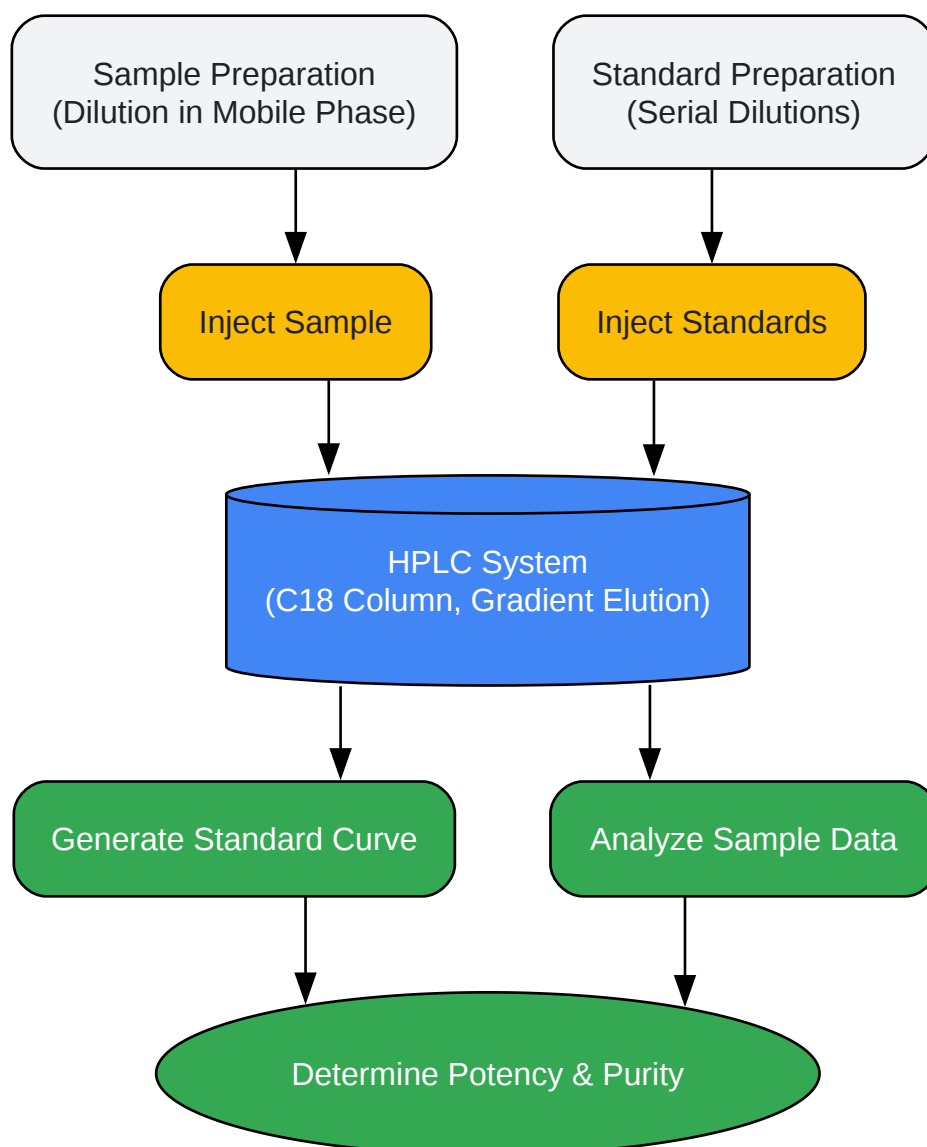 Sample Preparation
(Dilution in Mobile Phase)
Standard Preparation
(Serial Dilutions)
Inject Sample
Inject Standards
HPLC System
(C18 Column, Gradient Elution)
Generate Standard Curve
Analyze Sample Data
Determine Potency & Purity